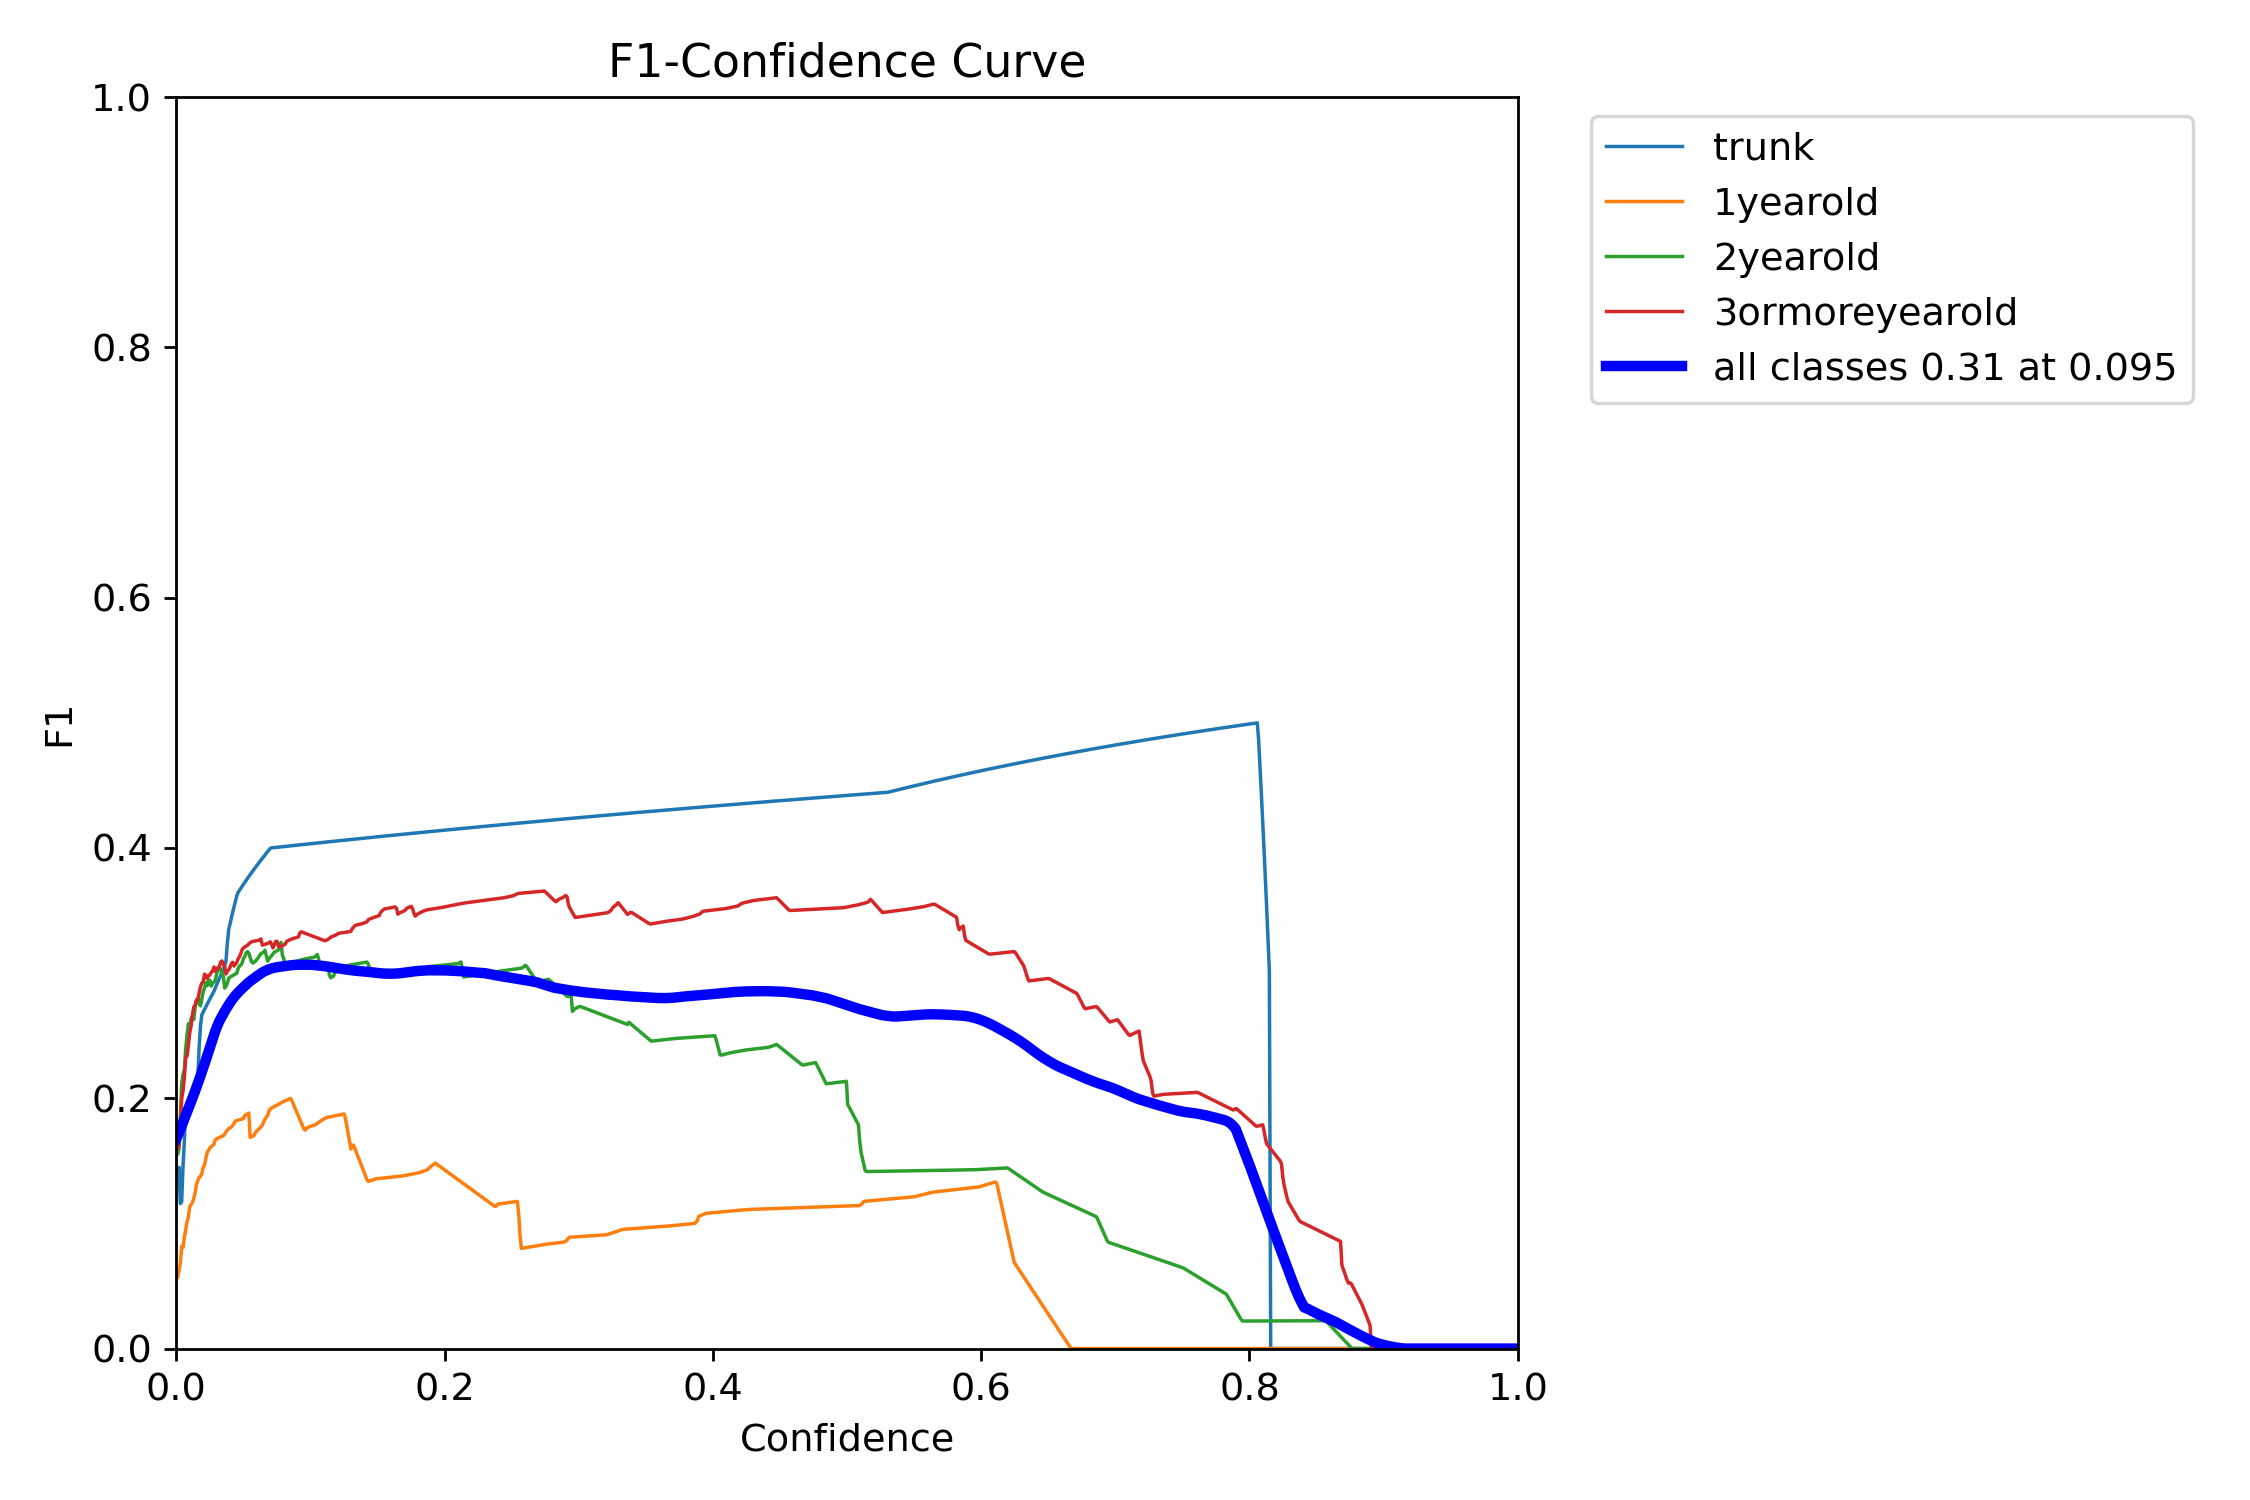 F1-Confidence Curve
1.0
0.8
0.6
0.4
0.2
0.0
F1
0.0 0.2 0.4 0.6 0.8 1.0
Confidence
trunk
1yearold
2yearold
3ormoreyearold
all classes 0.31 at 0.095